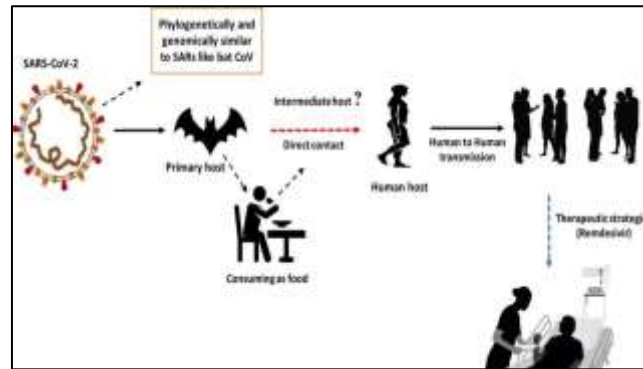 Phylogenetically and
genomically similar
to SARs like bat CoV
SARS-CoV-2
Intermediate host ?
Direct contact
Primary host
Human host
Human to Human
transmission
Consuming as food
Therapeutic strategi
(Remdesivir)